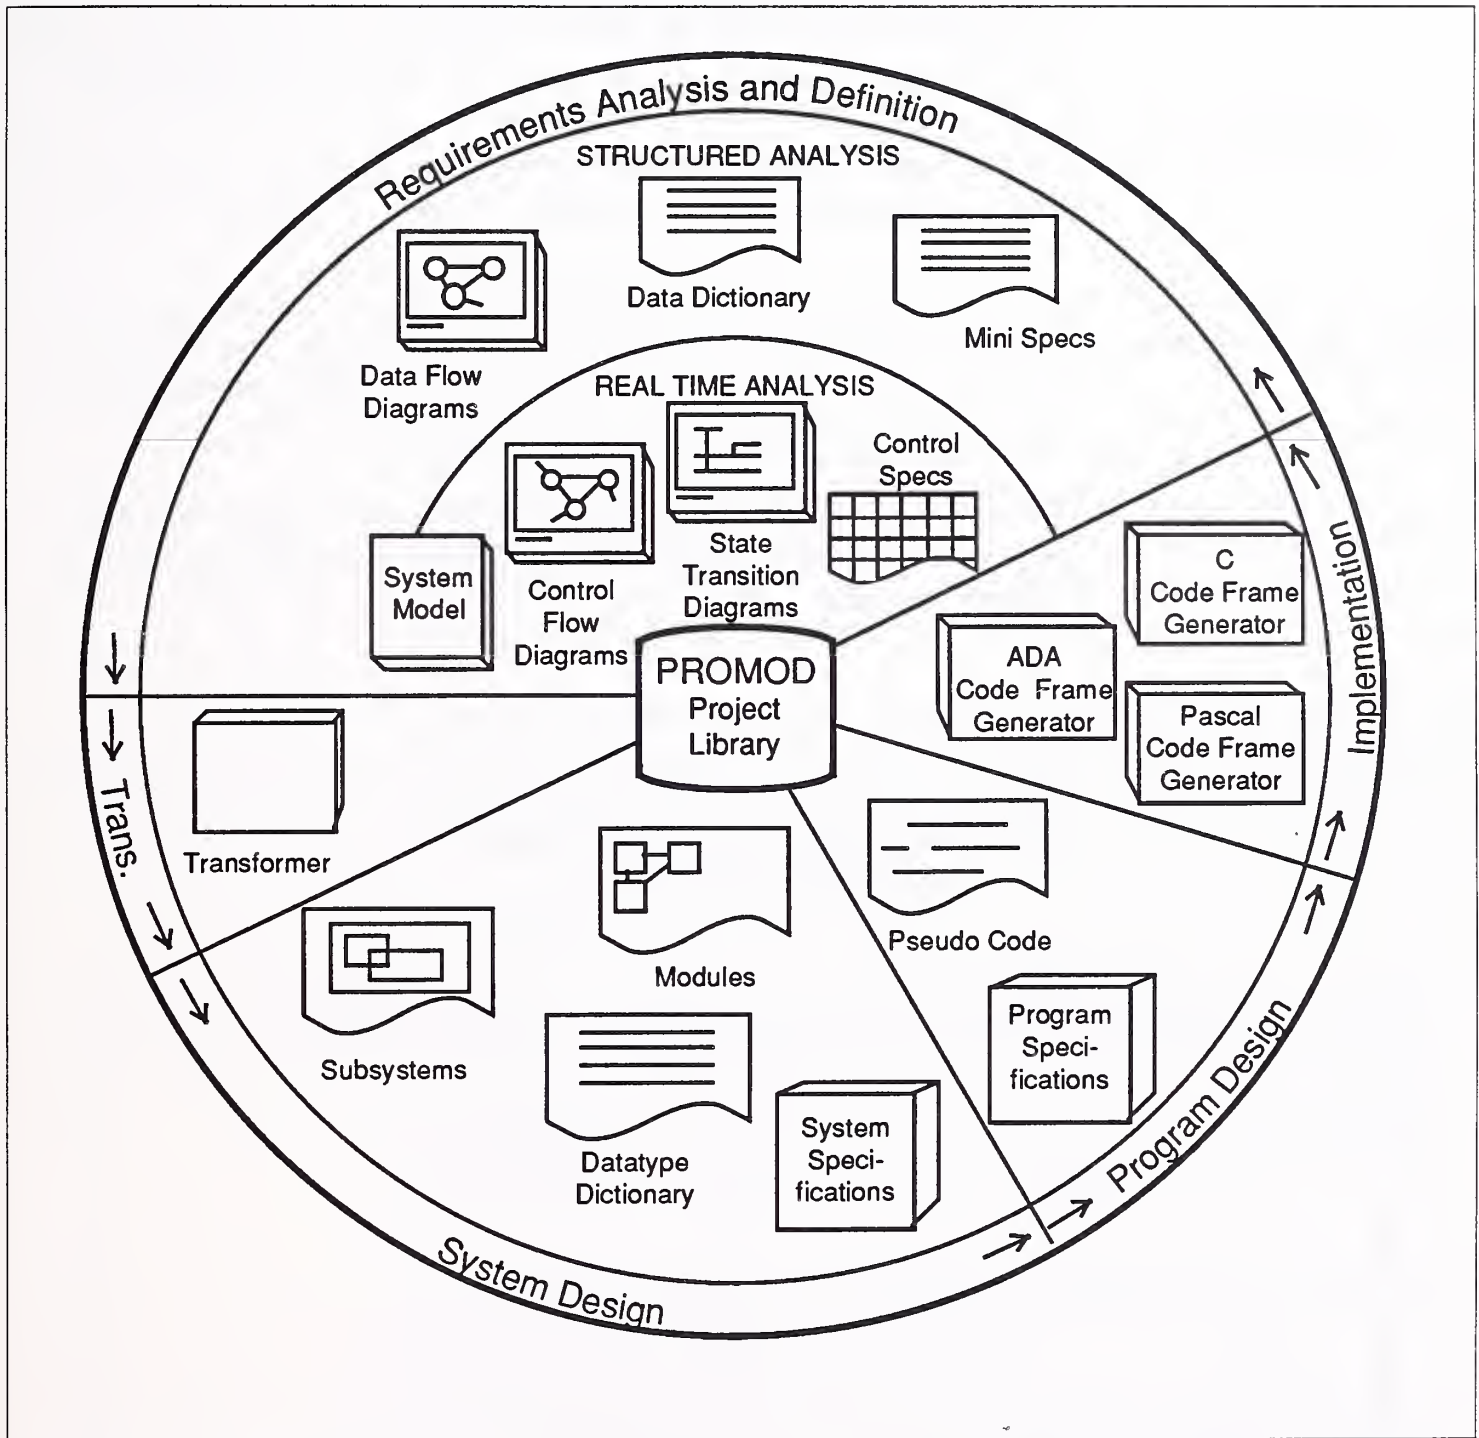 Requirements Analysis and Definition
STRUCTURED ANALYSIS
Data Flow
Diagrams
Data Dictionary
Mini Specs
REAL TIME ANALYSIS
System
Model
Control
Flow
Diagrams
State
Transition
Diagrams
Control
Specs
PROMOD
Project
Library
Implementation
C
Code Frame
Generator
ADA
Code Frame
Generator
Pascal
Code Frame
Generator
Trans.
Transformer
System Design
Subsystems
Modules
Datatype
Dictionary
System
Speci-
fications
Program Design
Pseudo Code
Program
Speci-
fications